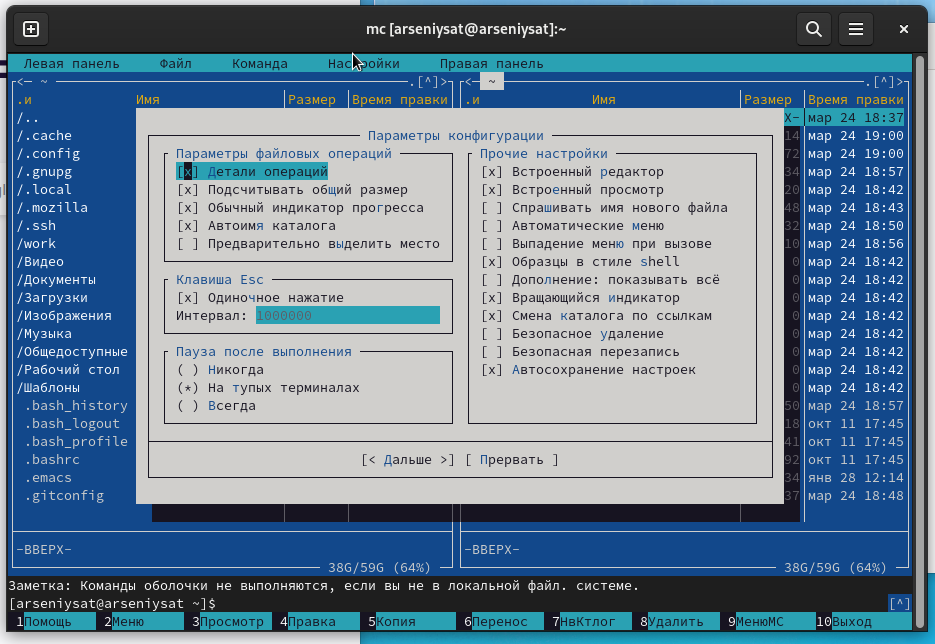 mc [arseniysat@arseniysat]:~
Левая панель Файл Команда Настройки Правая панель
<— ~ .[^]> <— ~ .[^]>
.и Имя Размер Время правки .и Имя Размер Время правки
/.. X- мар 24 18:37
Параметры конфигурации
/.cache 14 мар 24 19:00
/.config Параметры файловых операций Прочие настройки 72 мар 24 19:00
/.gnupg [x] Детали операций [x] Встроенный редактор 34 мар 24 18:57
/.local [x] Подсчитывать общий размер [x] Встроенный просмотр 20 мар 24 18:42
/.mozilla [x] Обычный индикатор прогресса [ ] Спрашивать имя нового файла 48 мар 24 18:43
/.ssh [x] Автоимя каталога [ ] Автоматические меню 32 мар 24 18:50
/work [ ] Предварительно выделить место [ ] Выпадение меню при вызове 10 мар 24 18:56
/Видео [x] Образцы в стиле shell 0 мар 24 18:42
/Документы Клавиша Esc [ ] Дополнение: показывать всё 0 мар 24 18:42
/Загрузки [x] Одиночное нажатие [x] Вращающийся индикатор 0 мар 24 18:42
/Изображения Интервал: 1000000 [x] Смена каталога по ссылкам 0 мар 24 18:42
/Музыка [ ] Безопасное удаление 0 мар 24 18:42
/Общедоступные Пауза после выполнения [ ] Безопасная перезапись 0 мар 24 18:42
/Рабочий стол ( ) Никогда [x] Автосохранение настроек 0 мар 24 18:42
/Шаблоны (*) На тупых терминалах 0 мар 24 18:42
.bash_history ( ) Всегда 50 мар 24 18:57
.bash_logout 18 окт 11 17:45
.bash_profile 41 окт 11 17:45
.bashrc [< Дальше >] [ Прервать ] 92 окт 11 17:45
.emacs 34 янв 28 12:14
.gitconfig 37 мар 24 18:48
-ВВЕРХ- -ВВЕРХ-
38G/59G (64%) 38G/59G (64%)
Заметка: Команды оболочки не выполняются, если вы не в локальной файл. системе.
[arseniysat@arseniysat ~]$ [^]
1Помощь 2Меню 3Просмотр 4Правка 5Копия 6Перенос 7НвКтлог 8Удалить 9МенюMC 10Выход